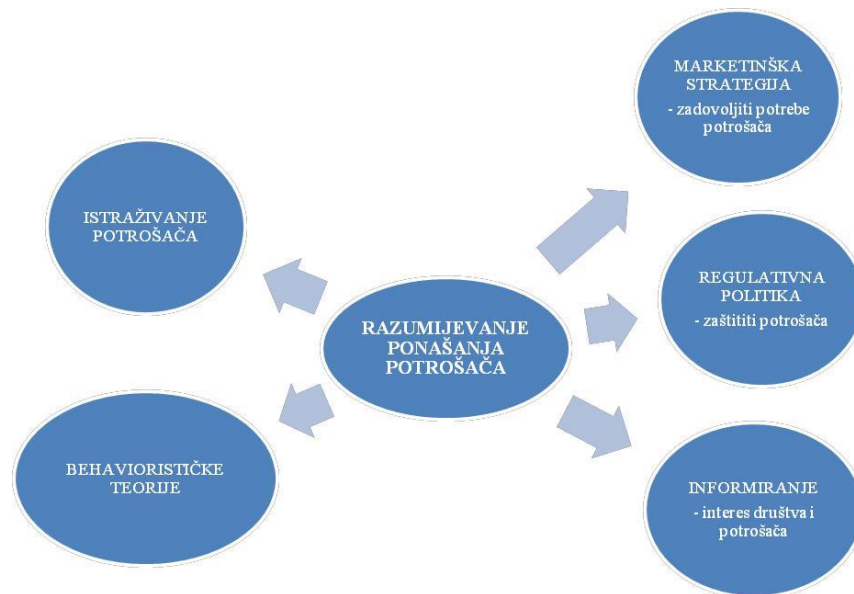 MARKETINŠKA
STRATEGIJA
- zadovoljiti potrebe
potrošača
ISTRAŽIVANJE
POTROŠAČA
REGULATIVNA
POLITIKA
- zaštititi potrošača
RAZUMIJEVANJE
PONAŠANJA
POTROŠAČA
BEHAVIORISTIČKE
TEORIJE
INFORMIRANJE
- interes društva i
potrošača